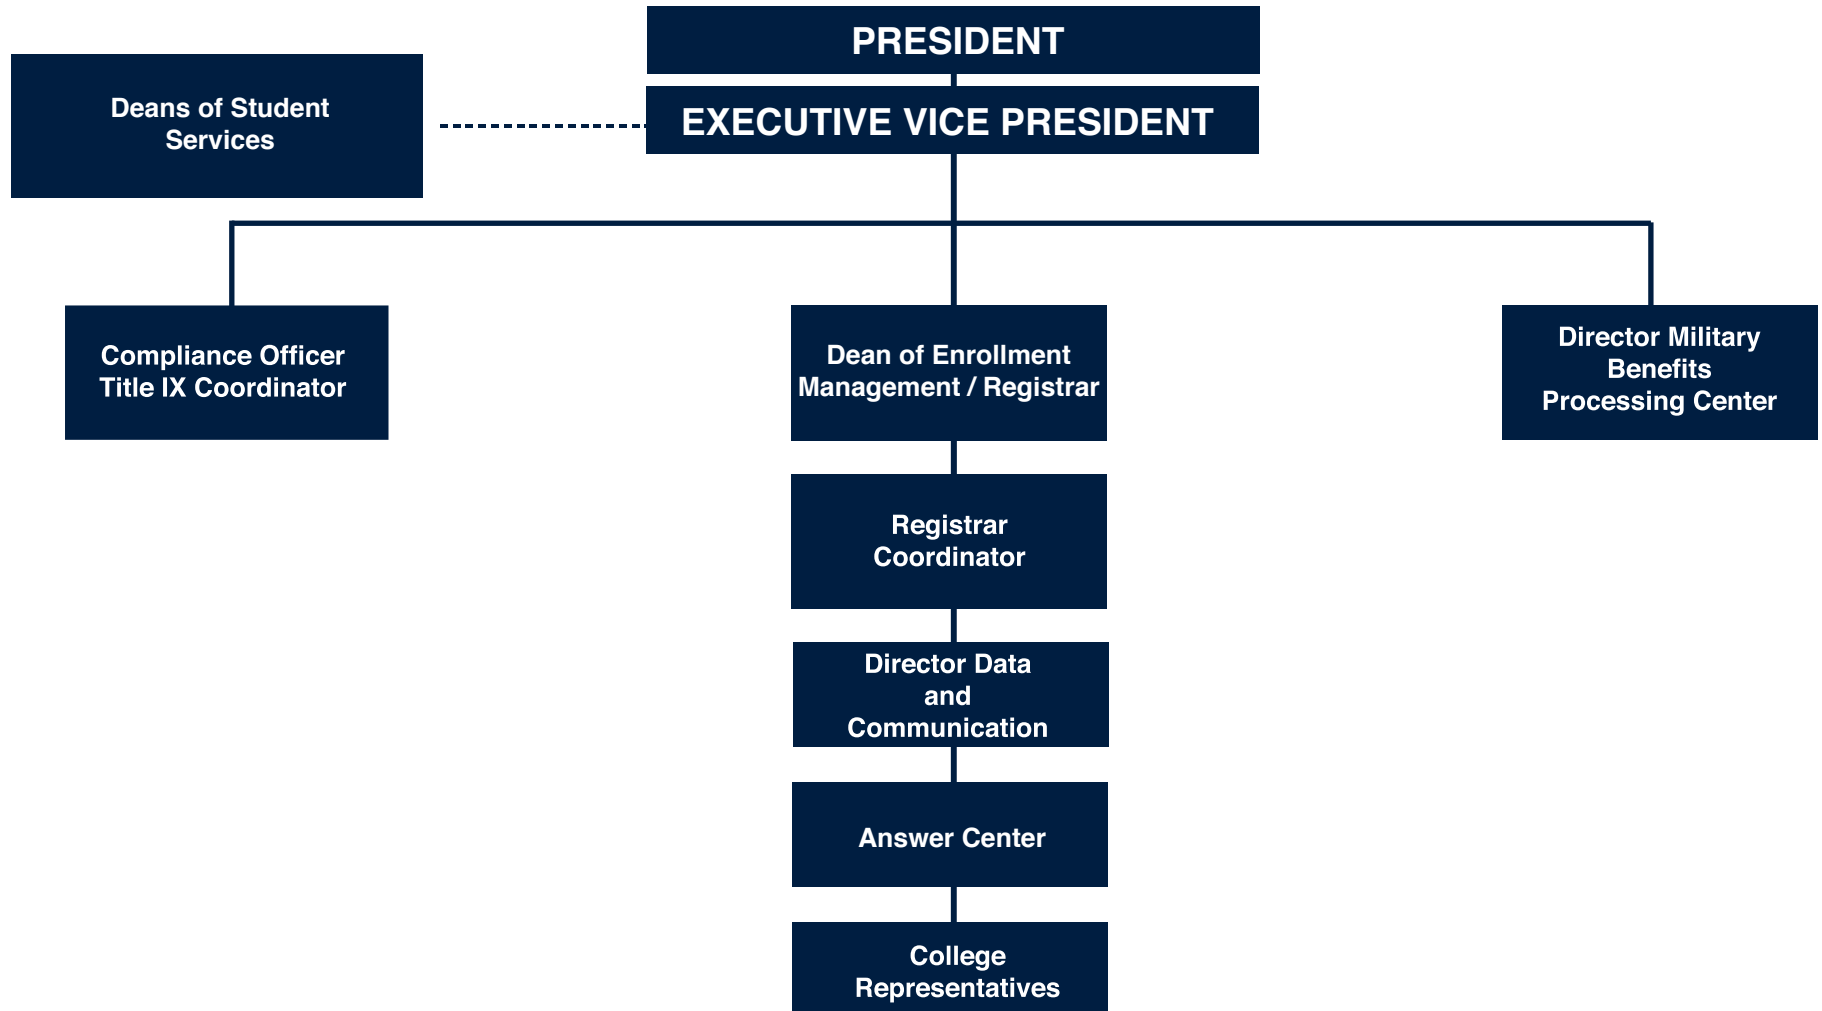 PRESIDENT
Deans of Student
Services
EXECUTIVE VICE PRESIDENT
Compliance Officer
Title IX Coordinator
Dean of Enrollment
Management / Registrar
Director Military
Benefits
Processing Center
Registrar
Coordinator
Director Data
and
Communication
Answer Center
College
Representatives